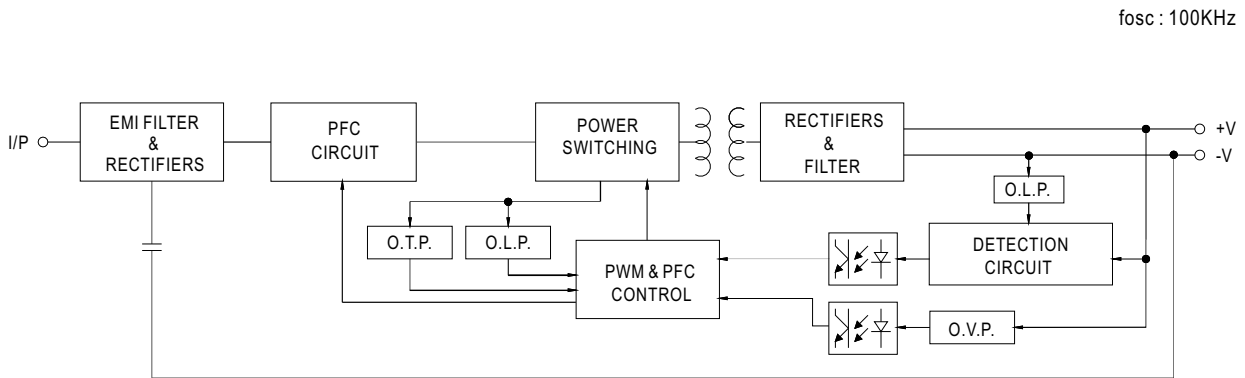 fosc : 100KHz
I/P
EMI FILTER
&
RECTIFIERS
PFC
CIRCUIT
POWER
SWITCHING
RECTIFIERS
&
FILTER
+V
-V
O.L.P.
O.T.P.
O.L.P.
PWM & PFC
CONTROL
DETECTION
CIRCUIT
O.V.P.